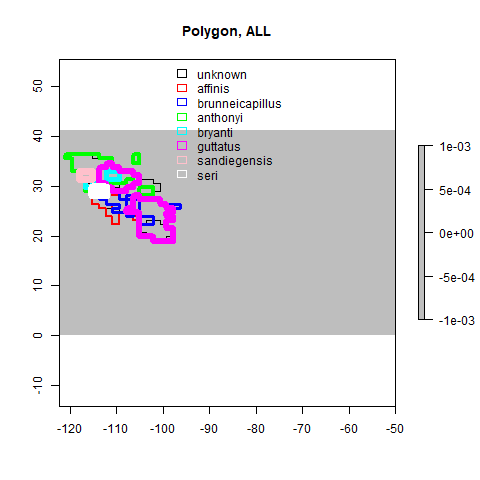 Polygon, ALL
unknown
affinis
brunneicapillus
anthonyi
bryanti
guttatus
sandiegensis
seri
50
40
30
20
10
0
-10
-120 -110 -100 -90 -80 -70 -60 -50
1e-03
5e-04
0e+00
-5e-04
-1e-03